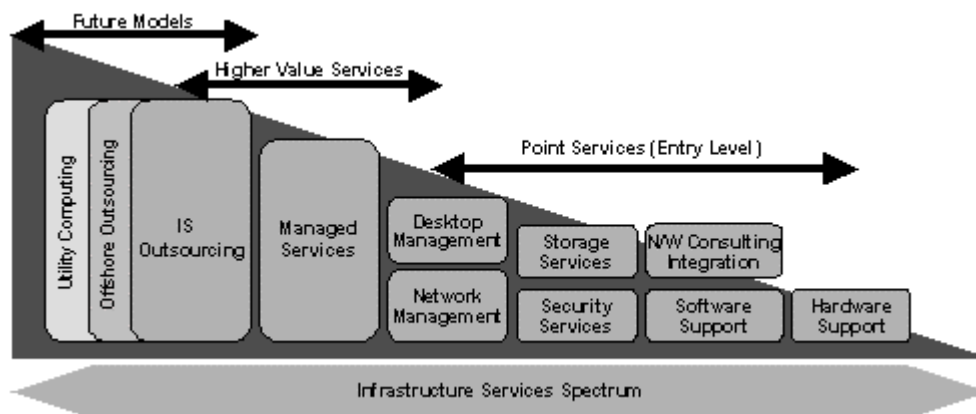 Future Models
Higher Value Services
Point Services (Entry Level)
Utility Computing
Offshore Outsourcing
IS
Outsourcing
Managed
Services
Desktop
Management
Network
Management
Storage
Services
Security
Services
N/W Consulting
Integration
Software
Support
Hardware
Support
Infrastructure Services Spectrum